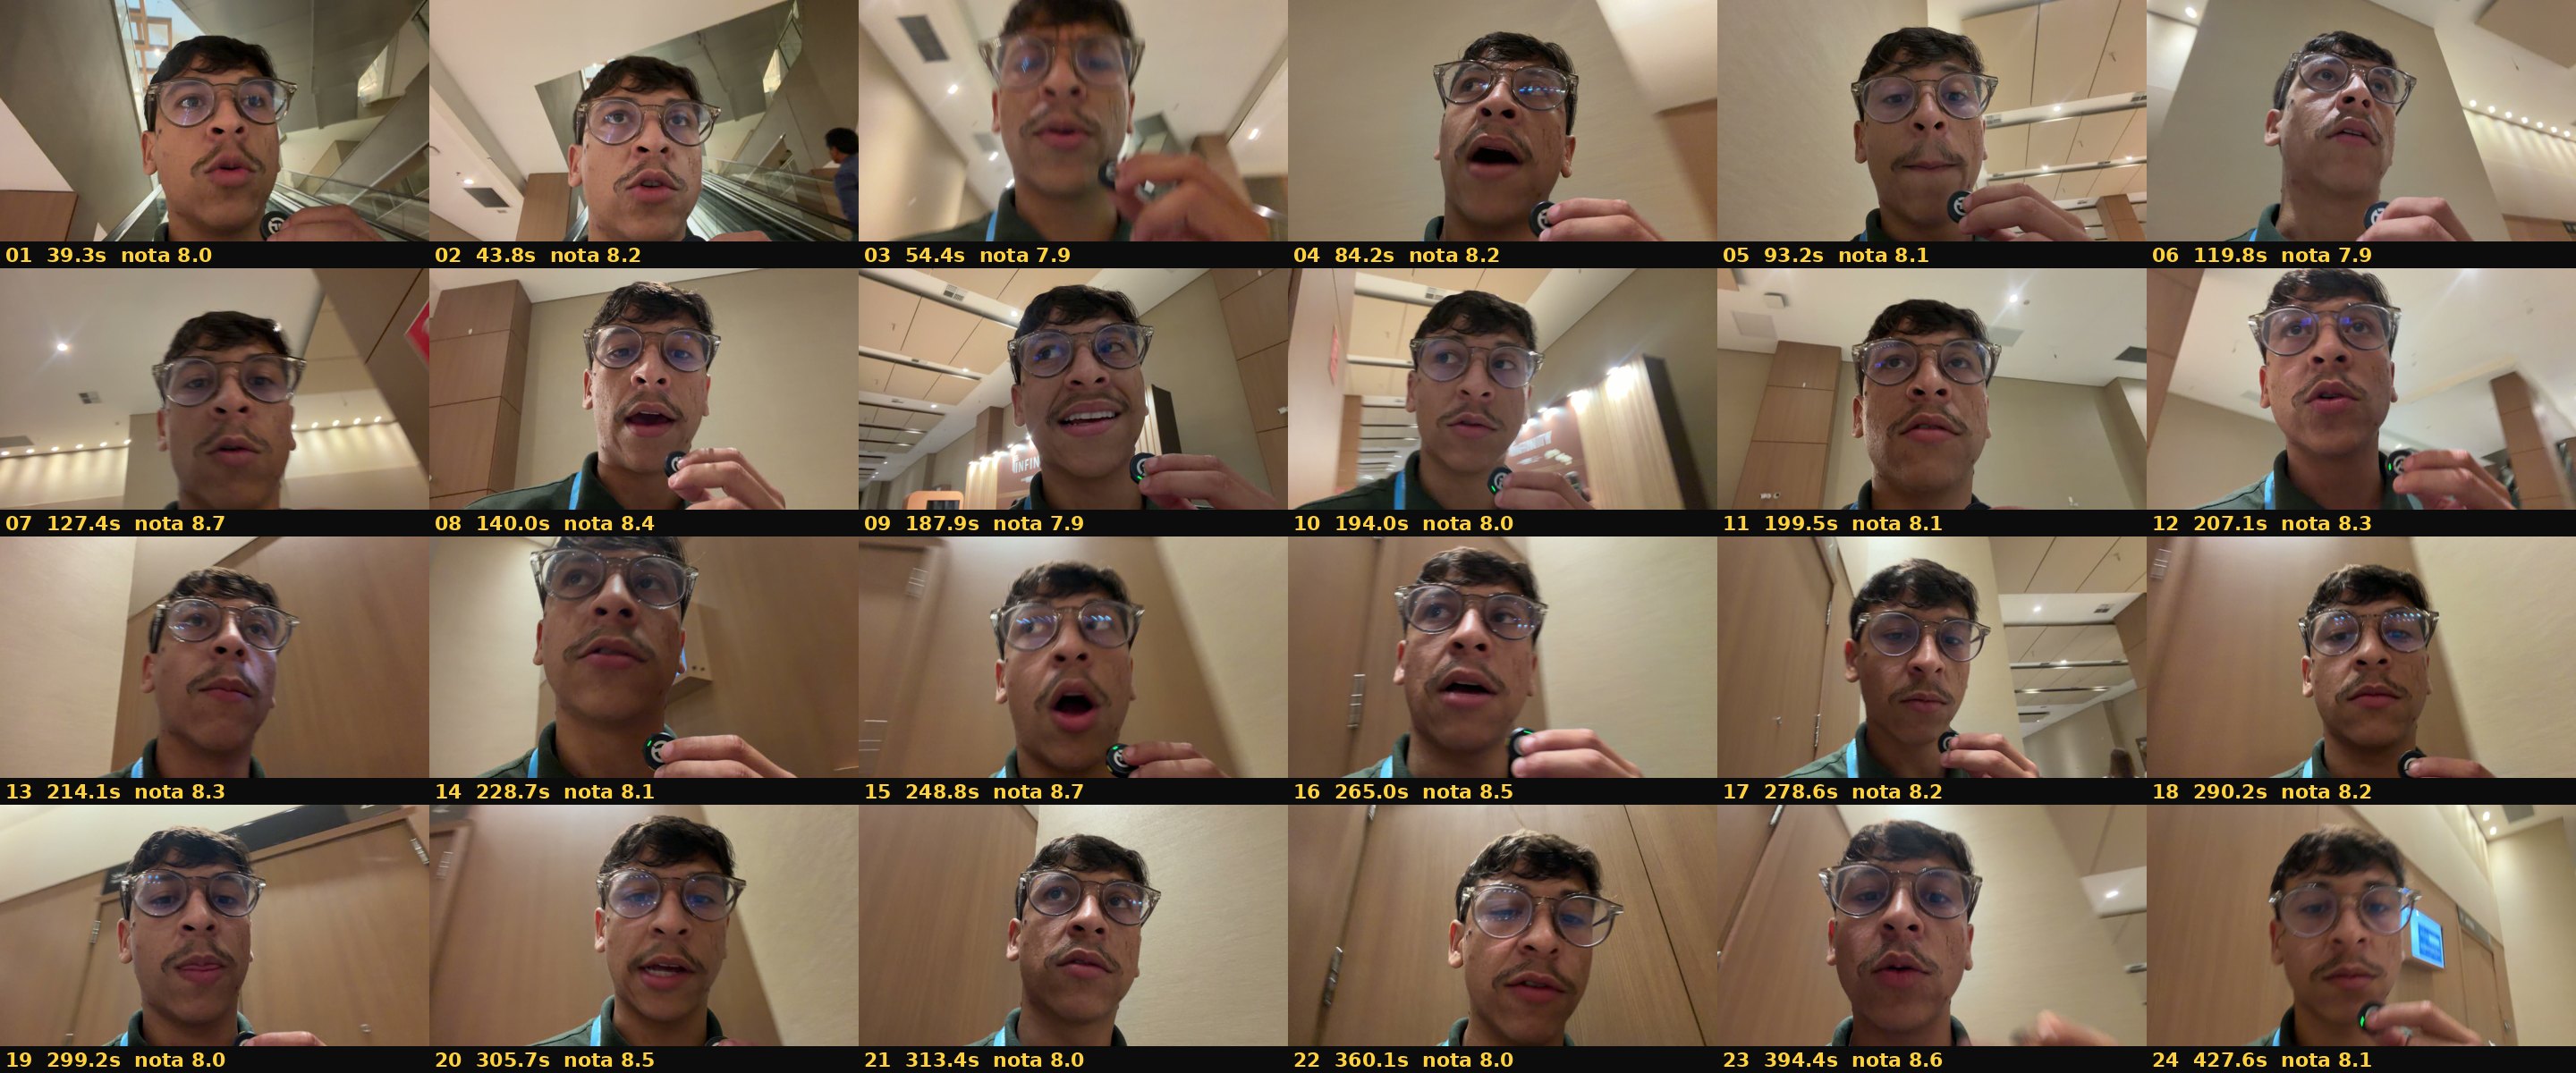 01 39.3s nota 8.0
02 43.8s nota 8.2
03 54.4s nota 7.9
04 84.2s nota 8.2
05 93.2s nota 8.1
06 119.8s nota 7.9
07 127.4s nota 8.7
08 140.0s nota 8.4
INFIN
09 187.9s nota 7.9
10 194.0s nota 8.0
11 199.5s nota 8.1
12 207.1s nota 8.3
13 214.1s nota 8.3
14 228.7s nota 8.1
15 248.8s nota 8.7
16 265.0s nota 8.5
17 278.6s nota 8.2
18 290.2s nota 8.2
19 299.2s nota 8.0
20 305.7s nota 8.5
21 313.4s nota 8.0
22 360.1s nota 8.0
23 394.4s nota 8.6
24 427.6s nota 8.1